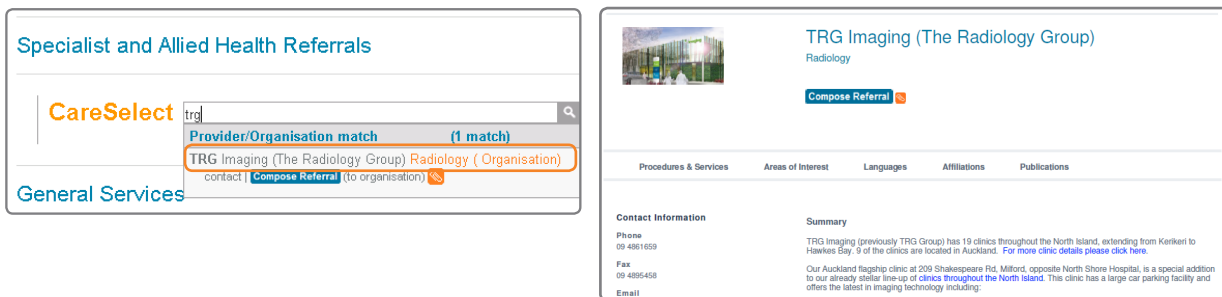 Specialist and Allied Health Referrals
CareSelect
trg
Provider/Organisation match (1 match)
TRG Imaging (The Radiology Group) Radiology ( Organisation)
contact | Compose Referral (to organisation)
General Services
TRG Imaging (The Radiology Group)
Radiology
Compose Referral
Procedures & Services Areas of Interest Languages Affiliations Publications
Contact Information
Phone
09 4861659
Fax
09 4895458
Email
Summary
TRG Imaging (previously TRG Group) has 19 clinics throughout the North Island, extending from Kerikeri to
Hawkes Bay. 9 of the clinics are located in Auckland. For more clinic details please click here.
Our Auckland flagship clinic at 209 Shakespeare Rd, Milford, opposite North Shore Hospital, is a special addition
to our already stellar line-up of clinics throughout the North Island. This clinic has a large car parking facility and
offers the latest in imaging technology including: